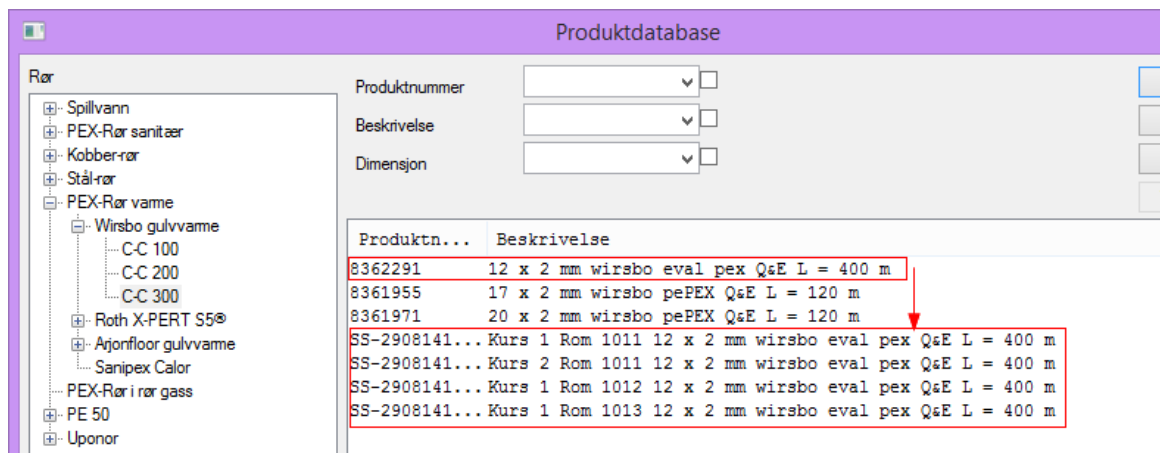 Produktdatabase
Rør
Spillvann
PEX-Rør sanitær
Kobber-rør
Stål-rør
PEX-Rør varme
Wirsbo gulvvarme
C-C 100
C-C 200
C-C 300
Roth X-PERT S5®
Arjonfloor gulvvarme
Sanipex Calor
PEX-Rør i rør gass
PE 50
Uponor
Produktnummer
Beskrivelse
Dimensjon
Produktn... Beskrivelse
8362291 12 x 2 mm wirsbo eval pex Q&E L = 400 m
8361955 17 x 2 mm wirsbo pePEX Q&E L = 120 m
8361971 20 x 2 mm wirsbo pePEX Q&E L = 120 m
SS-2908141... Kurs 1 Rom 1011 12 x 2 mm wirsbo eval pex Q&E L = 400 m
SS-2908141... Kurs 2 Rom 1011 12 x 2 mm wirsbo eval pex Q&E L = 400 m
SS-2908141... Kurs 1 Rom 1012 12 x 2 mm wirsbo eval pex Q&E L = 400 m
SS-2908141... Kurs 1 Rom 1013 12 x 2 mm wirsbo eval pex Q&E L = 400 m